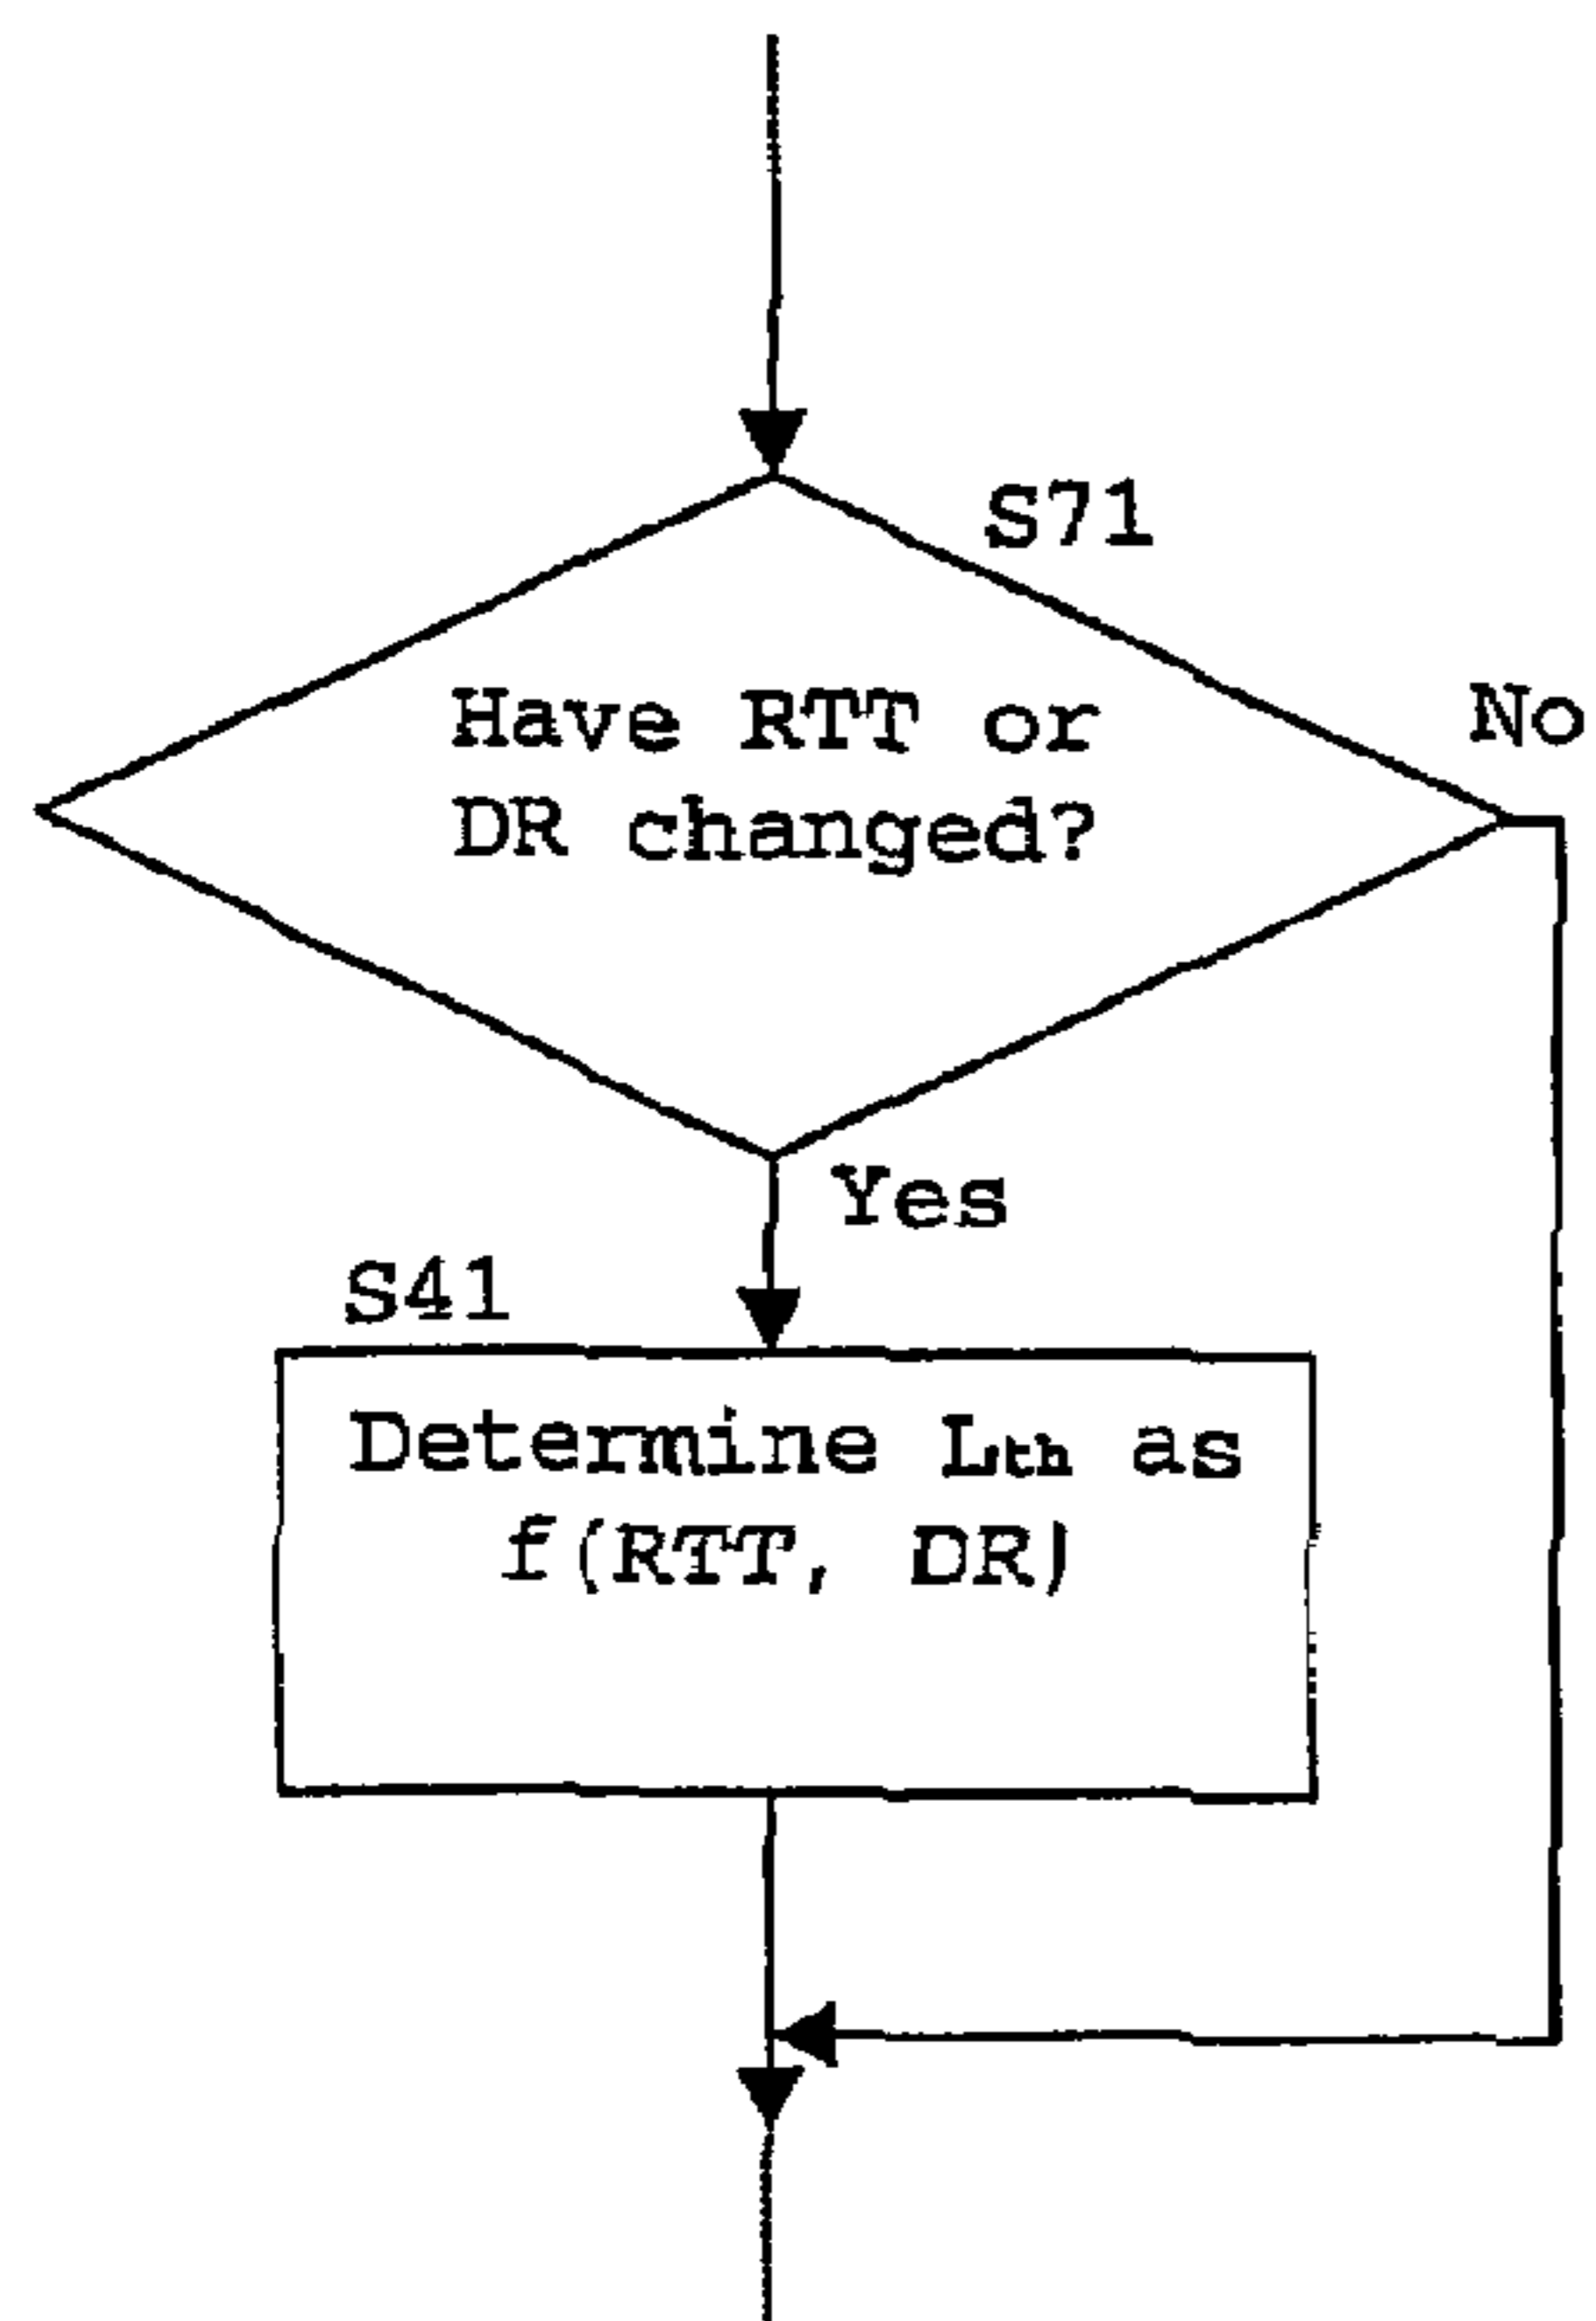 S71
Have RTT or
DR changed?
No
Yes
S41
Determine Lth as
f(RTT, DR)